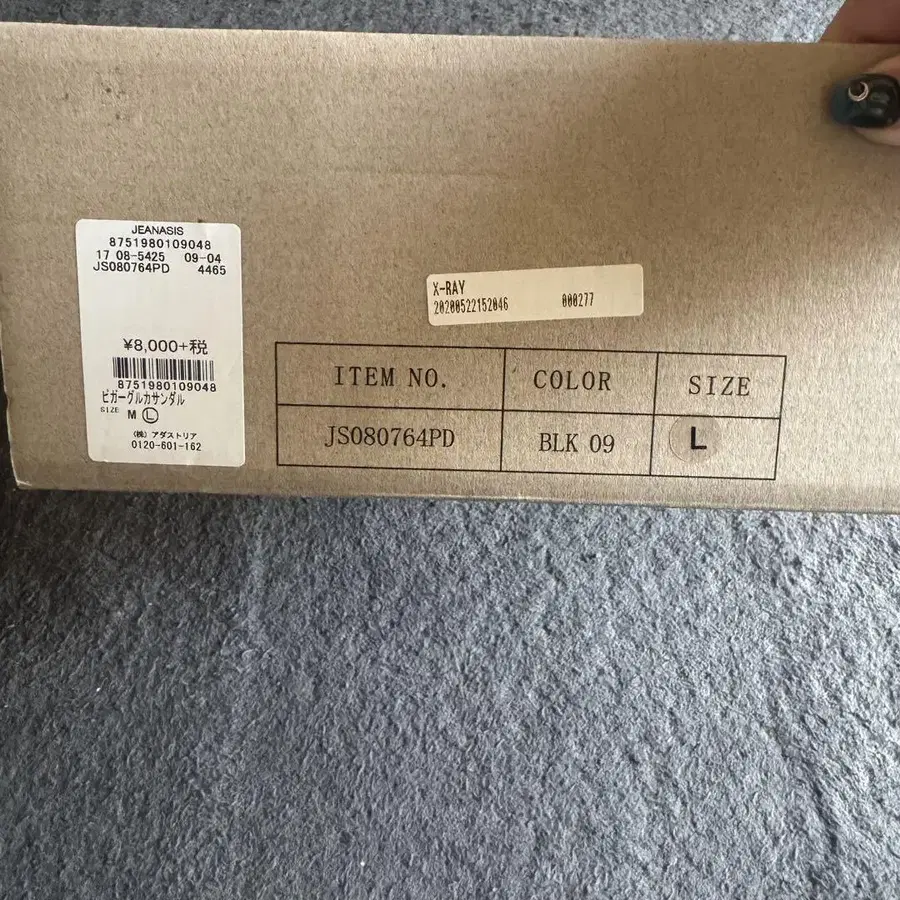 JEANASIS
8751980109048
17 08-5425 09-04
JS080764PD 4465
¥8,000+税
8751980109048
ビガーグルカサンダル
SIZE M L
(株) アダストリア
0120-601-162
X-RAY
20200522152046 000277
ITEM NO. COLOR SIZE
JS080764PD BLK 09 L